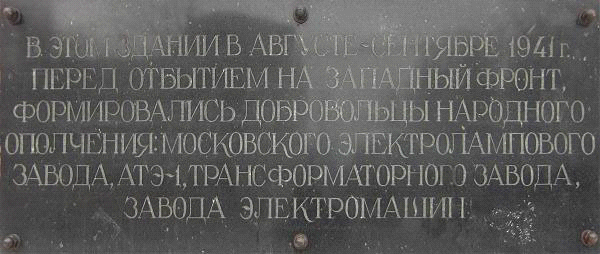 В ЭТОМ ЗДАНИИ В АВГУСТЕ-СЕНТЯБРЕ 1941 г.
ПЕРЕД ОТБЫТИЕМ НА ЗАПАДНЫЙ ФРОНТ,
ФОРМИРОВАЛИСЬ ДОБРОВОЛЬЦЫ НАРОДНОГО
ОПОЛЧЕНИЯ: МОСКОВСКОГО ЭЛЕКТРОЛАМПОВОГО
ЗАВОДА, АТЭ-1, ТРАНСФОРМАТОРНОГО ЗАВОДА,
ЗАВОДА ЭЛЕКТРОМАШИН